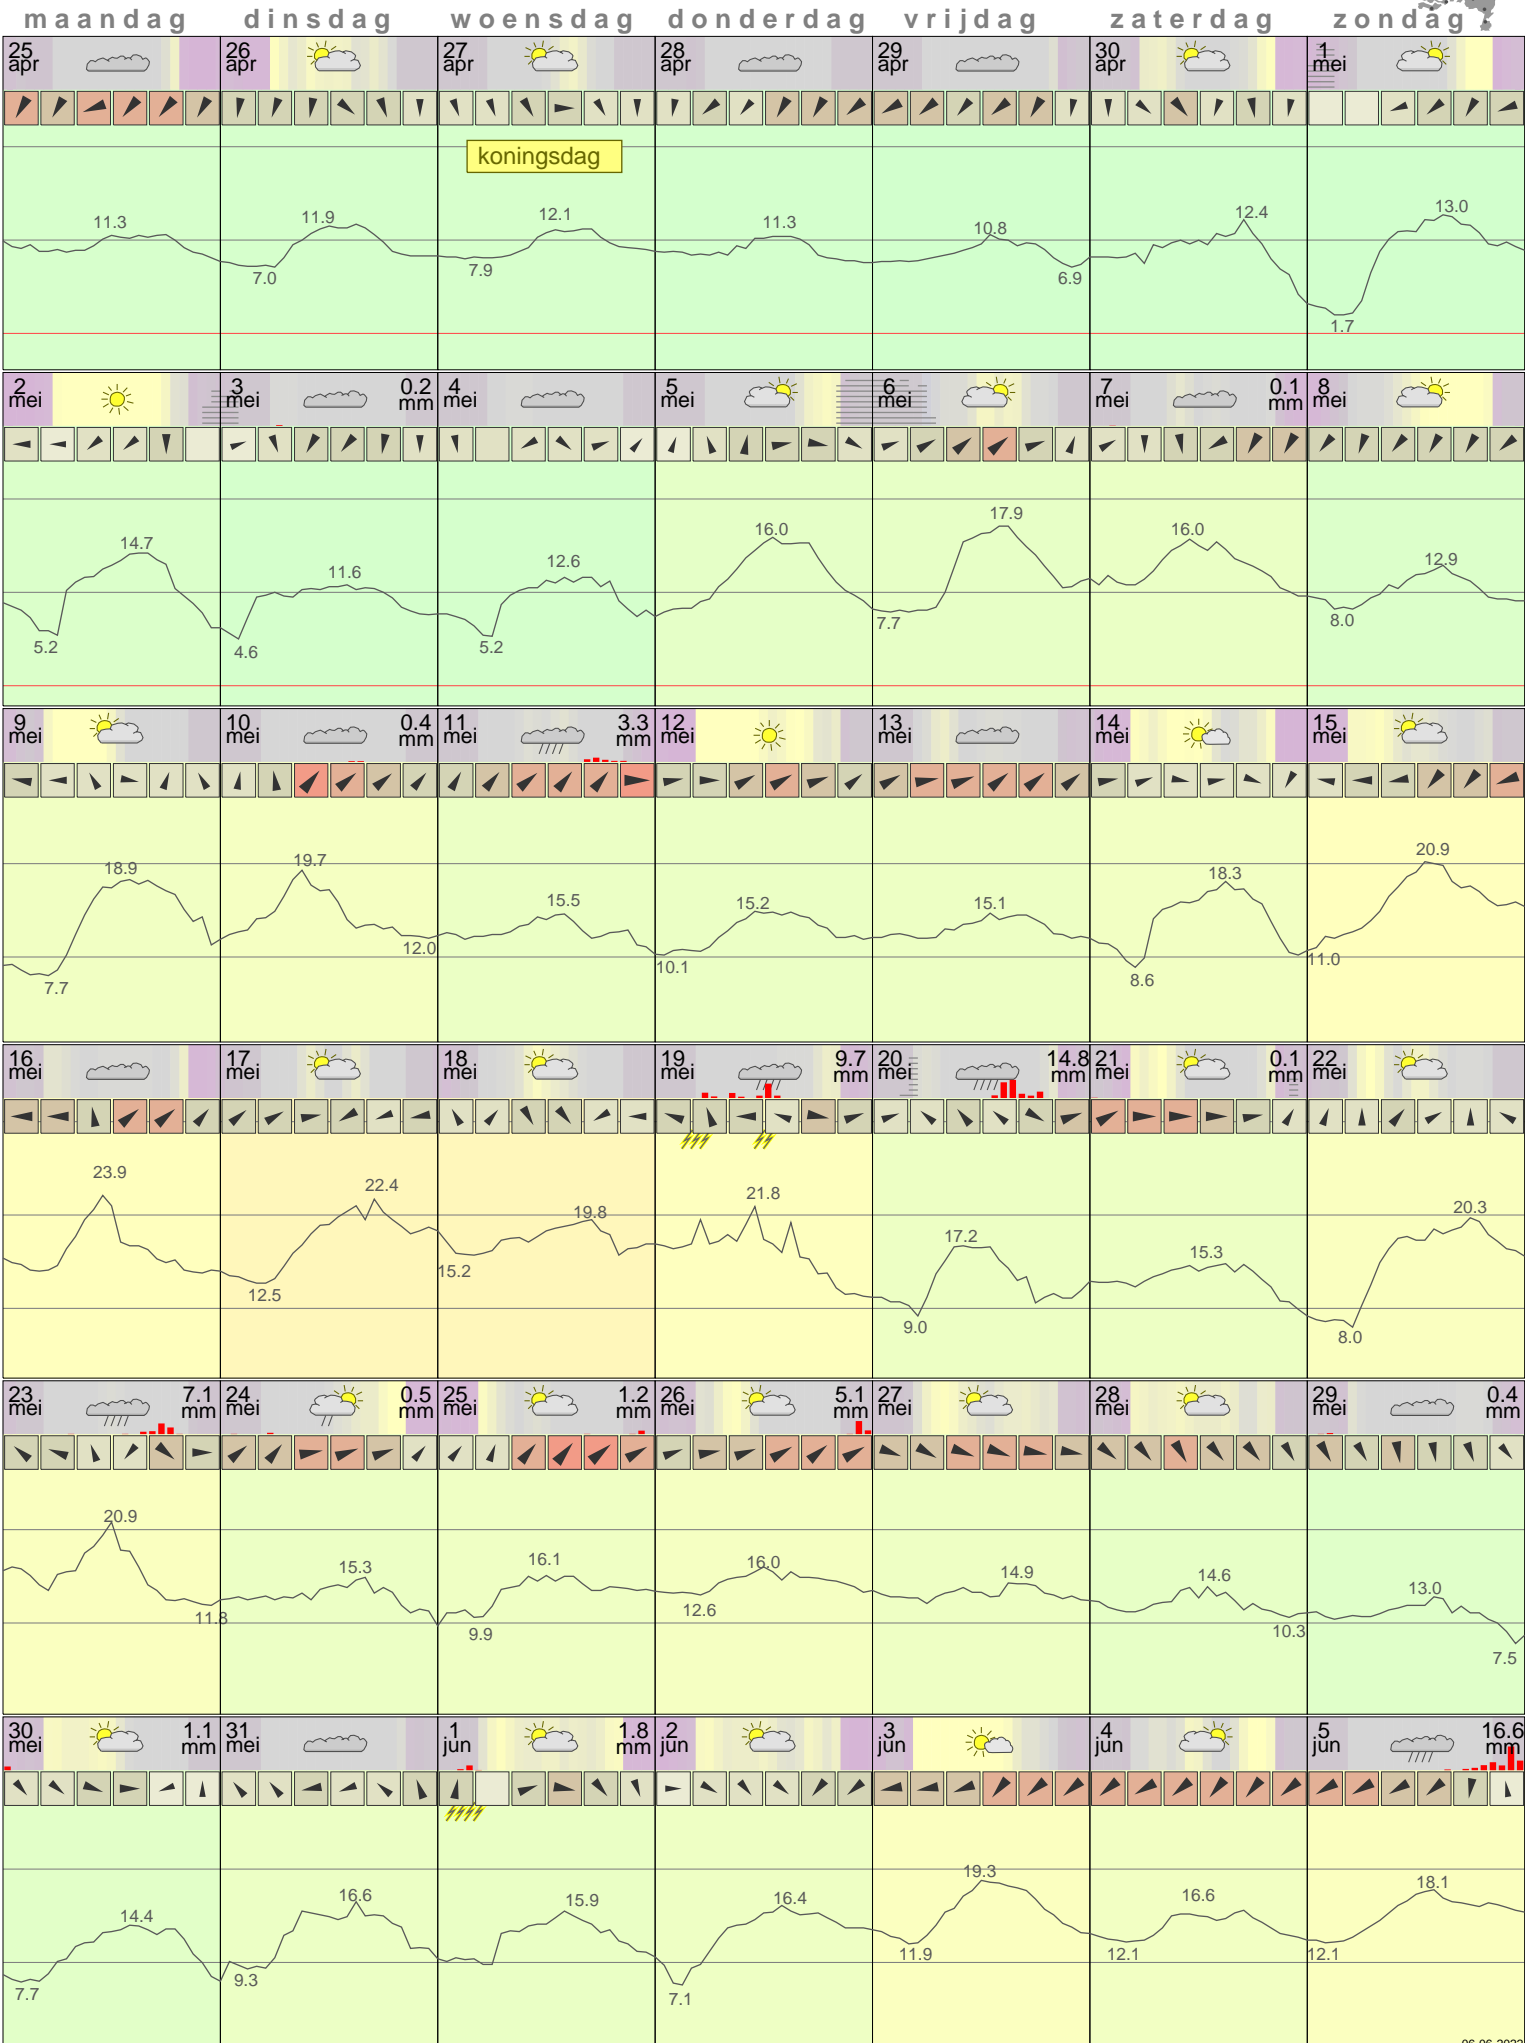 maandag dinsdag woensdag donderdag vrijdag zaterdag zondag
25 apr 26 apr 27 apr 28 apr 29 apr 30 apr 1 mei
koningsdag
11.3 11.9 12.1 11.3 10.8 12.4 13.0
7.0 7.9 6.9 1.7
2 mei 3 mei 0.2 mm 4 mei 5 mei 6 mei 7 mei 0.1 mm 8 mei
14.7 11.6 12.6 16.0 17.9 16.0 12.9
5.2 4.6 5.2 7.7 8.0
9 mei 10 mei 0.4 mm 11 mei 3.3 mm 12 mei 13 mei 14 mei 15 mei
18.9 19.7 15.5 15.2 15.1 18.3 20.9
7.7 12.0 10.1 8.6 11.0
16 mei 17 mei 18 mei 19 mei 9.7 mm 20 mei 14.8 mm 21 mei 0.1 mm 22 mei
23.9 22.4 19.8 21.8 17.2 15.3 20.3
12.5 15.2 9.0 8.0
23 mei 7.1 mm 24 mei 0.5 mm 25 mei 1.2 mm 26 mei 5.1 mm 27 mei 28 mei 29 mei 0.4 mm
20.9 15.3 16.1 16.0 14.9 14.6 13.0
11.8 9.9 12.6 10.3 7.5
30 mei 1.1 mm 31 mei 1 jun 1.8 mm 2 jun 3 jun 4 jun 5 jun 16.6 mm
14.4 16.6 15.9 16.4 19.3 16.6 18.1
7.7 9.3 7.1 11.9 12.1 12.1